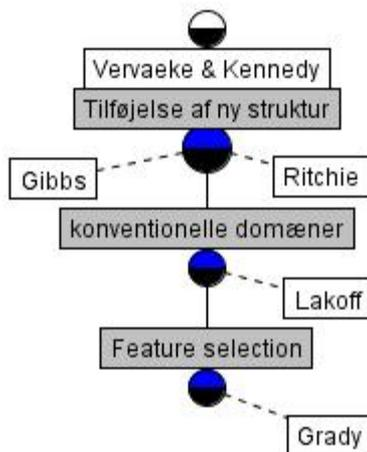 Vervaeke & Kennedy
Tilføjelse af ny struktur
Gibbs
Ritchie
konventionelle domæner
Lakoff
Feature selection
Grady